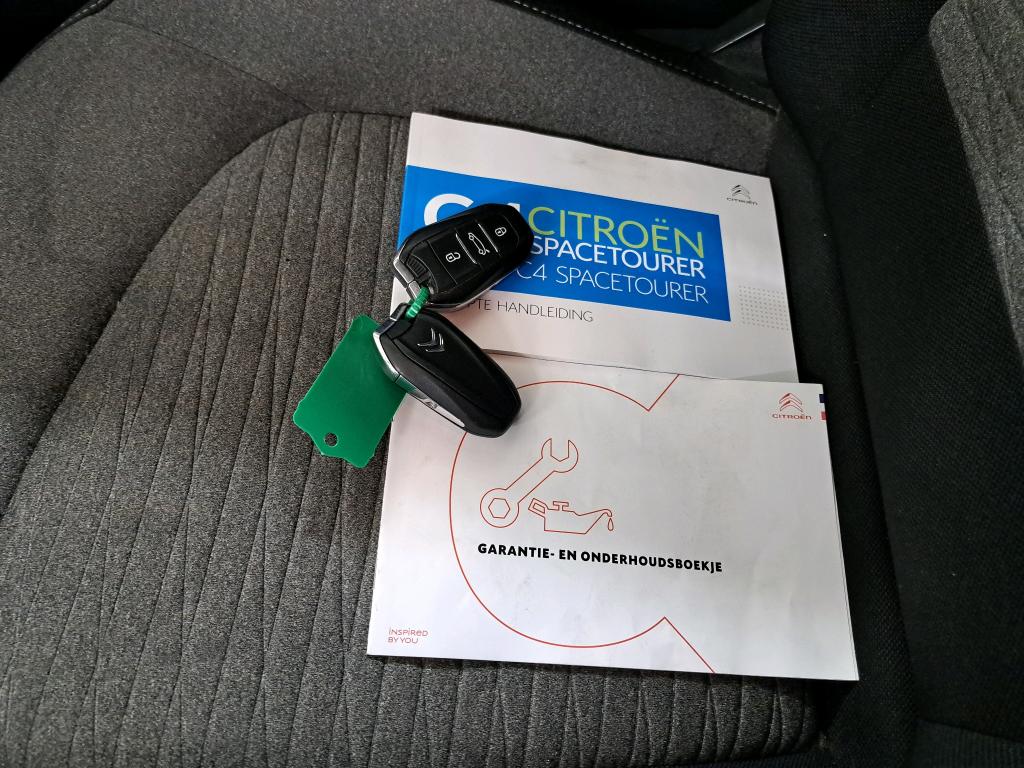 CITROËN
CITROËN
SPACETOURER
C4 SPACETOURER
HANDLEIDING
CITROËN
GARANTIE- EN ONDERHOUDSBOEKJE
INSPIRED
BY YOU